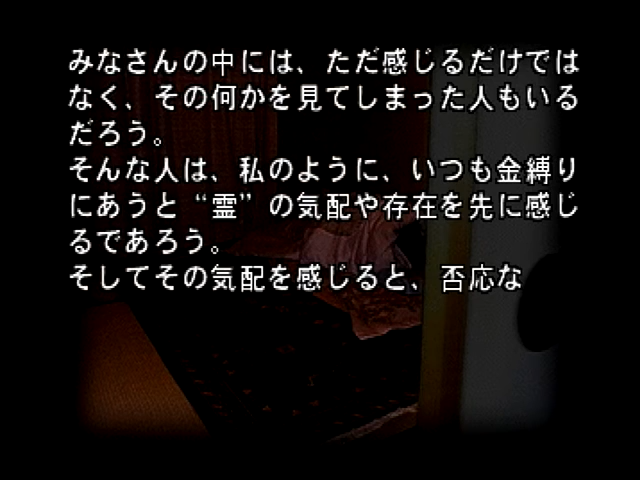 みなさんの中には、ただ感じるだけでは
なく、その何かを見てしまった人もいる
だろう。
そんな人は、私のように、いつも金縛り
にあうと“霊”の気配や存在を先に感じ
るであろう。
そしてその気配を感じると、否応な